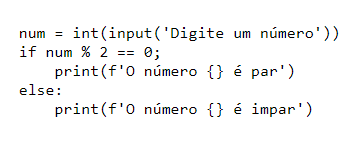 num = int(input('Digite um número'))
if num % 2 == 0;
    print(f'O número {} é par')
else:
    print(f'O número {} é impar')